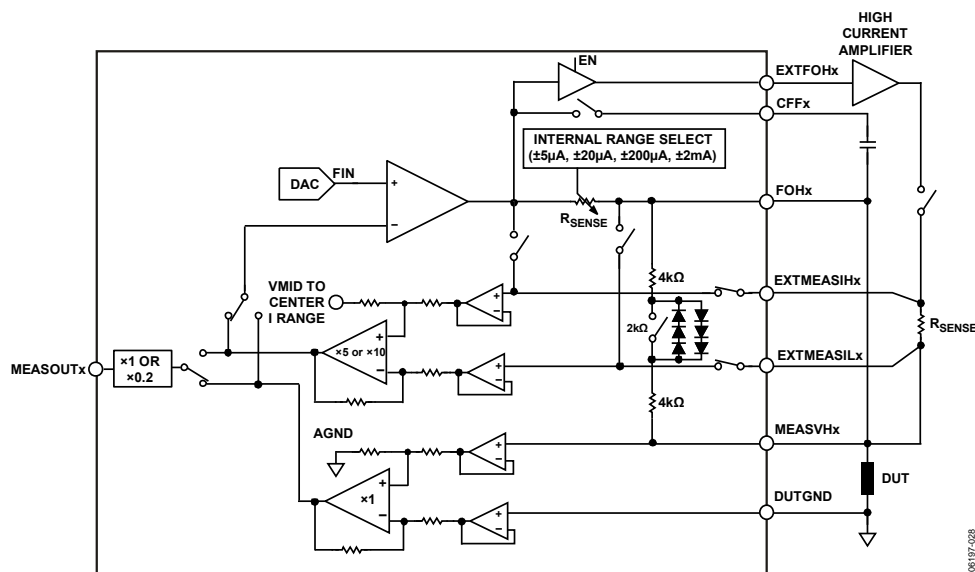 HIGH
CURRENT
AMPLIFIER
EN
EXTFOHx
CFFx
INTERNAL RANGE SELECT
(±5µA, ±20µA, ±200µA, ±2mA)
DAC
FIN
+
–
FOHx
RSENSE
4kΩ
VMID TO
CENTER
I RANGE
EXTMEASIHx
+
–
2kΩ
RSENSE
+
×5 or ×10
–
MEASOUTx
×1 OR
×0.2
+
–
EXTMEASILx
4kΩ
AGND
+
–
MEASVHx
+
×1
–
DUT
+
–
DUTGND
06197-028